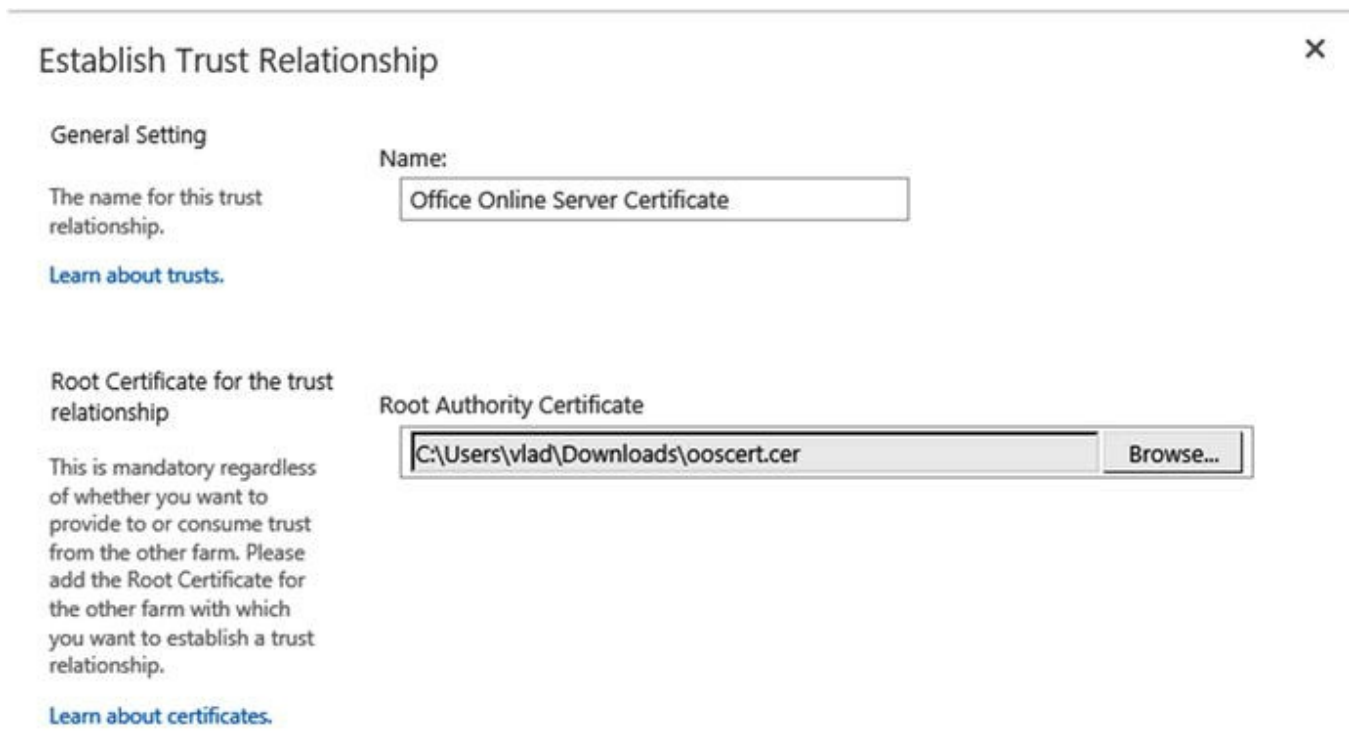 Establish Trust Relationship
×
General Setting
The name for this trust
relationship.
Learn about trusts.
Name:
Office Online Server Certificate
Root Certificate for the trust
relationship
This is mandatory regardless
of whether you want to
provide to or consume trust
from the other farm. Please
add the Root Certificate for
the other farm with which
you want to establish a trust
relationship.
Learn about certificates.
Root Authority Certificate
C:\Users\vlad\Downloads\ooscert.cer
Browse...